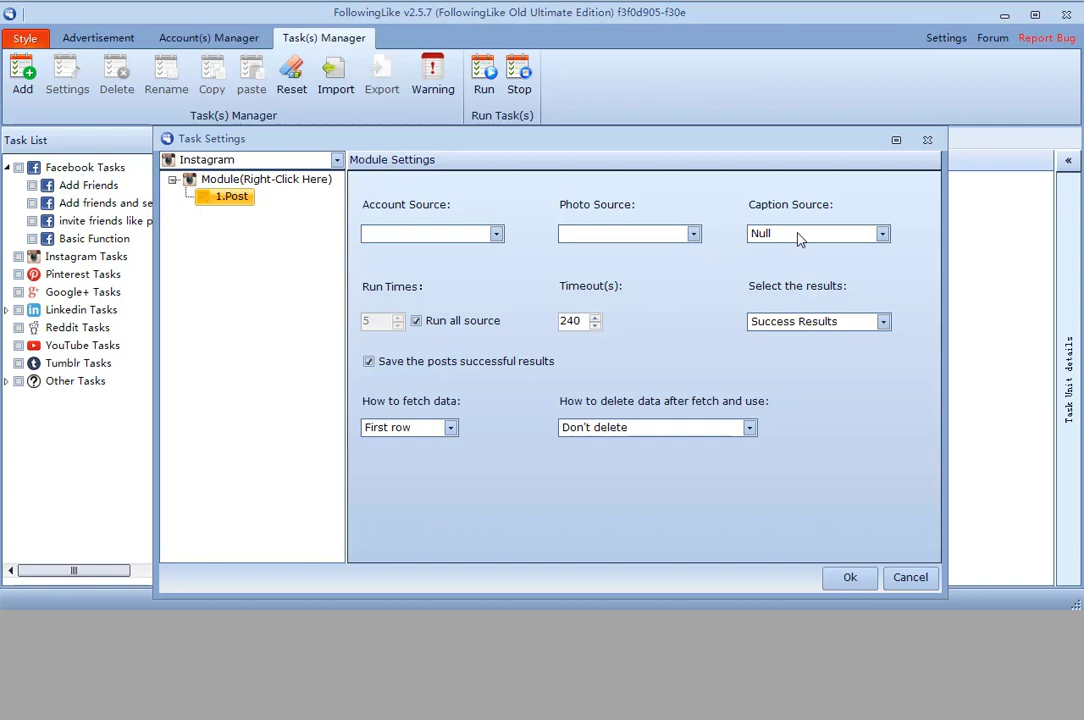 FollowingLike v2.5.7 (FollowingLike Old Ultimate Edition) f3f0d905-f30e
Style Advertisement Account(s) Manager Task(s) Manager Settings Forum Report Bug
Add Settings Delete Rename Copy paste Reset Import Export Warning Run Stop
Task(s) Manager Run Task(s)
Task List
Task Settings
Instagram
Module Settings
Facebook Tasks
Add Friends
Add friends and se
invite friends like p
Basic Function
Instagram Tasks
Pinterest Tasks
Google+ Tasks
Linkedin Tasks
Reddit Tasks
YouTube Tasks
Tumblr Tasks
Other Tasks
Module(Right-Click Here)
1.Post
Account Source: Photo Source: Caption Source:
Null
Run Times: Timeout(s): Select the results:
5 Run all source 240 Success Results
Save the posts successful results
How to fetch data: How to delete data after fetch and use:
First row Don't delete
Ok Cancel
«
Task Unit details